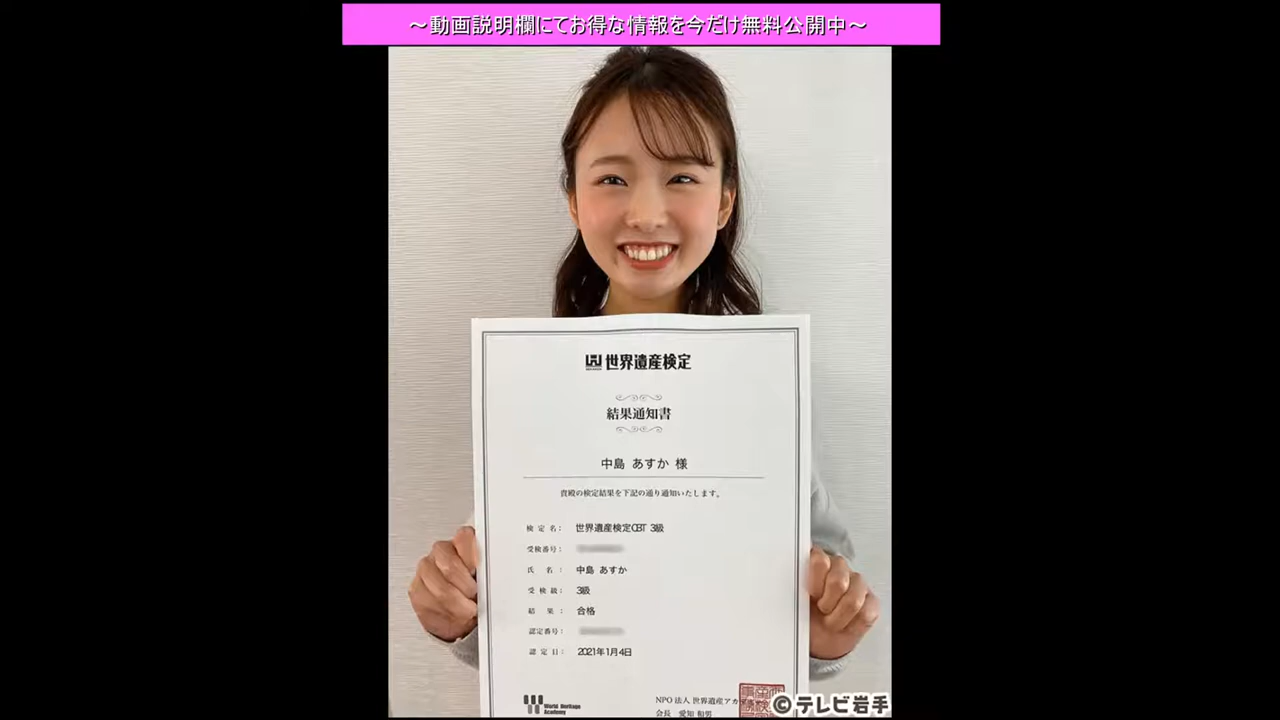 ～動画説明欄にてお得な情報を今だけ無料公開中～
世界遺産検定
結果通知書
中島 あすか 様
貴殿の検定結果を下記の通り通知いたします。
検 定 名： 世界遺産検定CBT 3級
受検番号：
氏 名： 中島 あすか
受 検 級： 3級
結 果： 合格
認定番号：
認 定 日： 2021年1月4日
World Heritage
Academy
NPO 法人 世界遺産アカ
会長 愛知 和男
© テレビ岩手